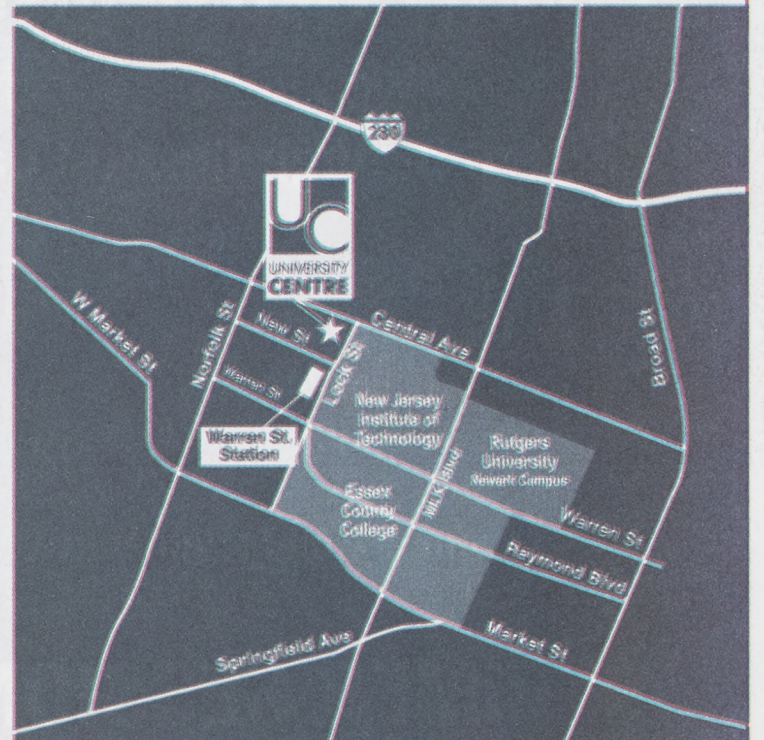 280
UC
UNIVERSITY
CENTRE
W Market St
Norfolk St
New St
Central Ave
Broad St
Lock St
Warren St
Warren St.
Station
New Jersey
Institute of
Technology
Rutgers
University
Newark Campus
MLK Blvd
Essex
County
College
Warren St
Raymond Blvd
Market St
Springfield Ave